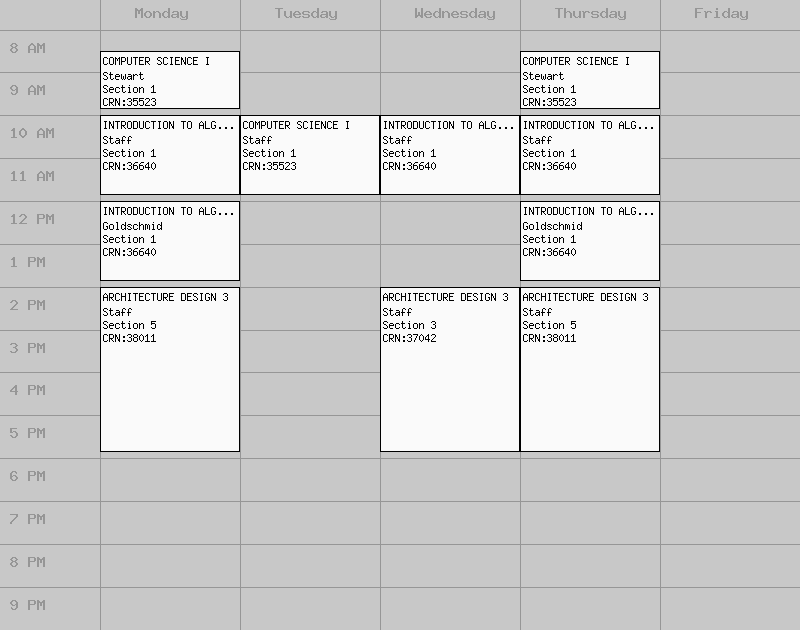 Monday Tuesday Wednesday Thursday Friday
8 AM
COMPUTER SCIENCE I
Stewart
Section 1
CRN:35523
COMPUTER SCIENCE I
Stewart
Section 1
CRN:35523
9 AM
10 AM
INTRODUCTION TO ALG...
Staff
Section 1
CRN:36640
COMPUTER SCIENCE I
Staff
Section 1
CRN:35523
INTRODUCTION TO ALG...
Staff
Section 1
CRN:36640
INTRODUCTION TO ALG...
Staff
Section 1
CRN:36640
11 AM
12 PM
INTRODUCTION TO ALG...
Goldschmid
Section 1
CRN:36640
INTRODUCTION TO ALG...
Goldschmid
Section 1
CRN:36640
1 PM
2 PM
ARCHITECTURE DESIGN 3
Staff
Section 5
CRN:38011
ARCHITECTURE DESIGN 3
Staff
Section 3
CRN:37042
ARCHITECTURE DESIGN 3
Staff
Section 5
CRN:38011
3 PM
4 PM
5 PM
6 PM
7 PM
8 PM
9 PM